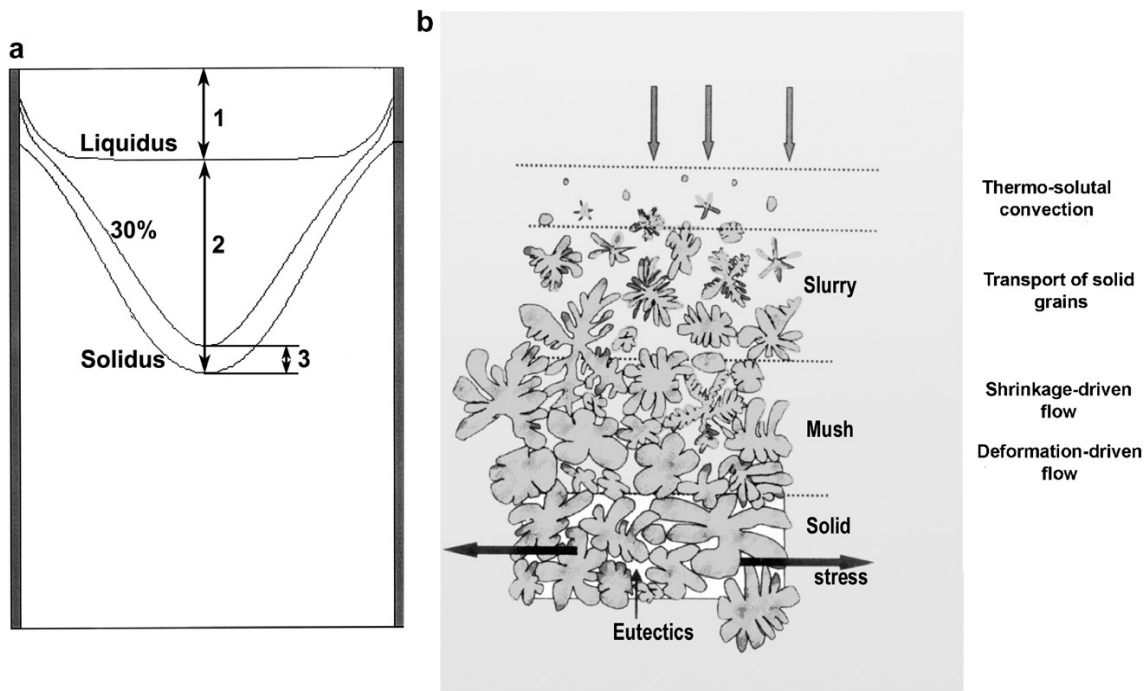 a
1
Liquidus
30%
2
Solidus
3
b
Thermo-solutal
convection
Slurry
Transport of solid
grains
Shrinkage-driven
flow
Mush
Deformation-driven
flow
Solid
stress
Eutectics